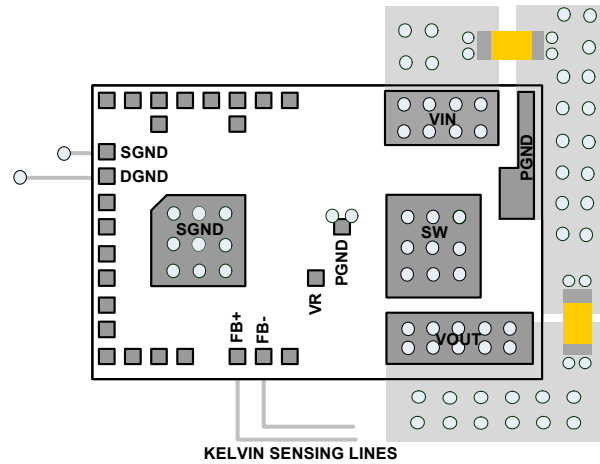 VIN
PGND
SGND
DGND
SGND
PGND
SW
VR
FB+
FB-
VOUT
KELVIN SENSING LINES